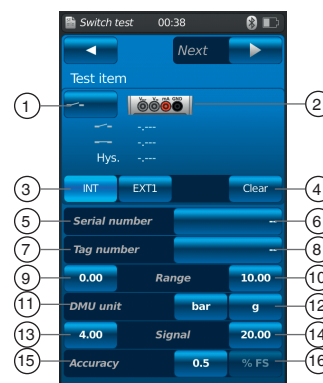 Switch test 00:38
Next
Test item
1
2
mA GND
-.---
-.---
Hys. -.---
3 INT EXT1 Clear 4
5 Serial number -- 6
7 Tag number -- 8
9 0.00 Range 10.00 10
11 DMU unit bar g 12
13 4.00 Signal 20.00 14
15 Accuracy 0.5 % FS 16